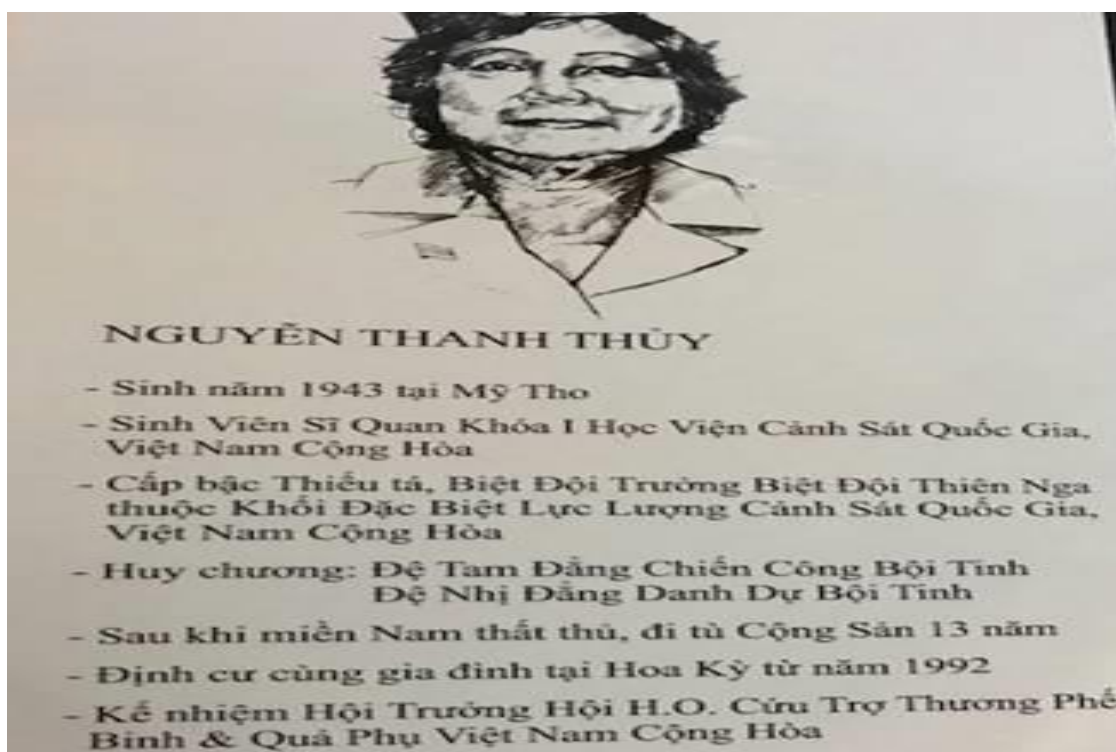 NGUYỄN THANH THỦY
- Sinh năm 1943 tại Mỹ Tho
- Sinh Viên Sĩ Quan Khóa I Học Viện Cảnh Sát Quốc Gia,
Việt Nam Cộng Hòa
- Cấp bậc Thiếu tá, Biệt Đội Trưởng Biệt Đội Thiên Nga
thuộc Khối Đặc Biệt Lực Lượng Cảnh Sát Quốc Gia,
Việt Nam Cộng Hòa
- Huy chương: Đệ Tam Đẳng Chiến Công Bội Tinh
Đệ Nhị Đẳng Danh Dự Bội Tinh
- Sau khi miền Nam thất thủ, đi tù Cộng Sản 13 năm
- Định cư cùng gia đình tại Hoa Kỳ từ năm 1992
- Kế nhiệm Hội Trưởng Hội H.O. Cứu Trợ Thương Phế
Binh & Quả Phụ Việt Nam Cộng Hòa